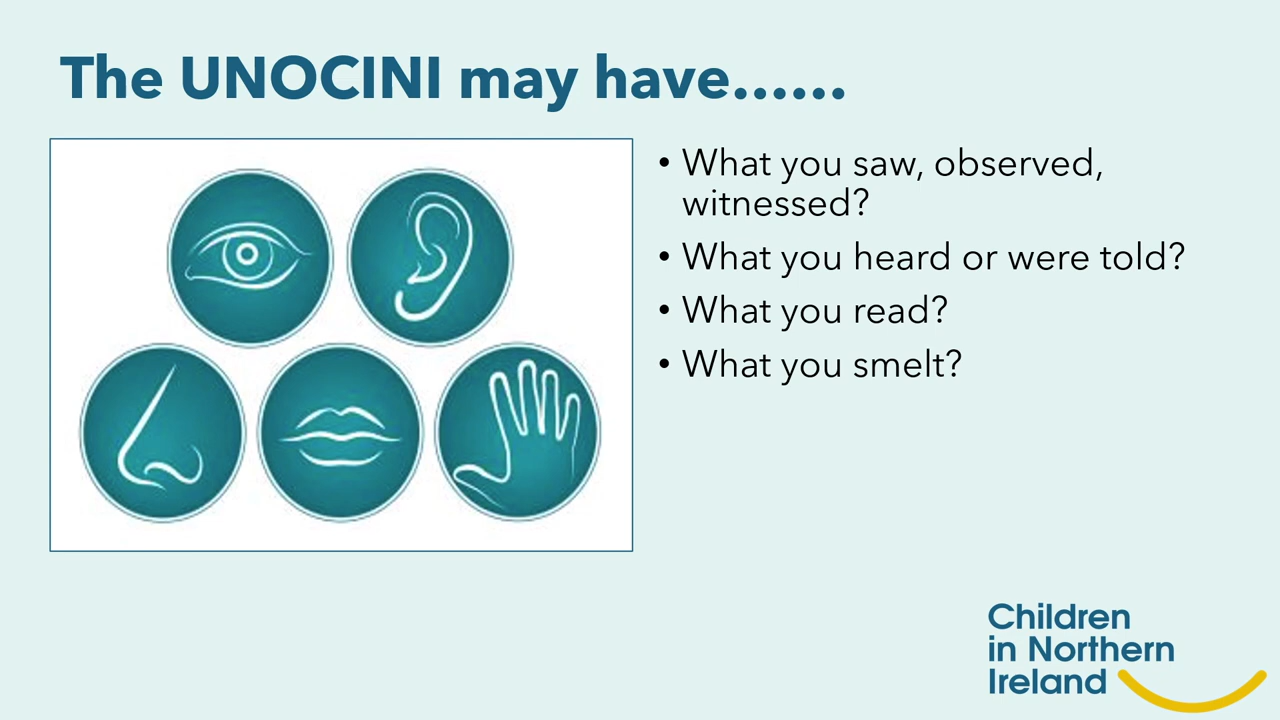 The UNOCINI may have......
• What you saw, observed,
witnessed?
• What you heard or were told?
• What you read?
• What you smelt?
Children
in Northern
Ireland